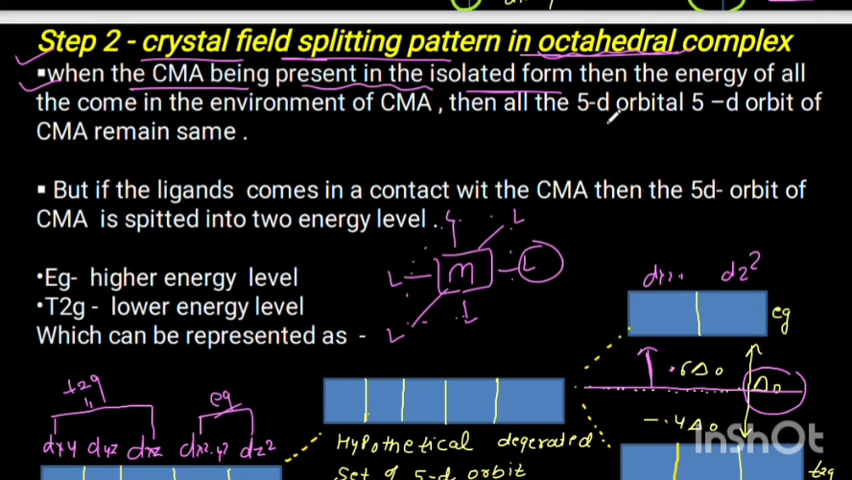 Step 2 - crystal field splitting pattern in octahedral complex
▪when the CMA being present in the isolated form then the energy of all
the come in the environment of CMA , then all the 5-d orbital 5 –d orbit of
CMA remain same .
▪ But if the ligands comes in a contact wit the CMA then the 5d- orbit of
CMA is spitted into two energy level .
L L
L M L
L L
•Eg- higher energy level
•T2g - lower energy level
Which can be represented as -
dz²
eg
.6Δo
Δo
-.4Δo
t2g
t2g eg
dxy dyz dxz dx²-y² dz²
Hypothetical degerated
Set of 5-d orbit
InShOt